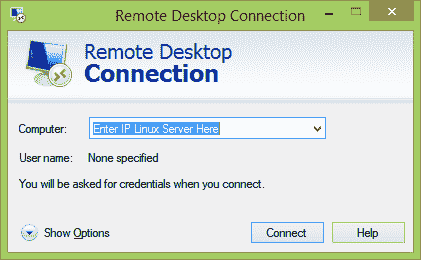 Remote Desktop Connection
Remote Desktop
Connection
Computer: Enter IP Linux Server Here
User name: None specified
You will be asked for credentials when you connect.
Show Options Connect Help